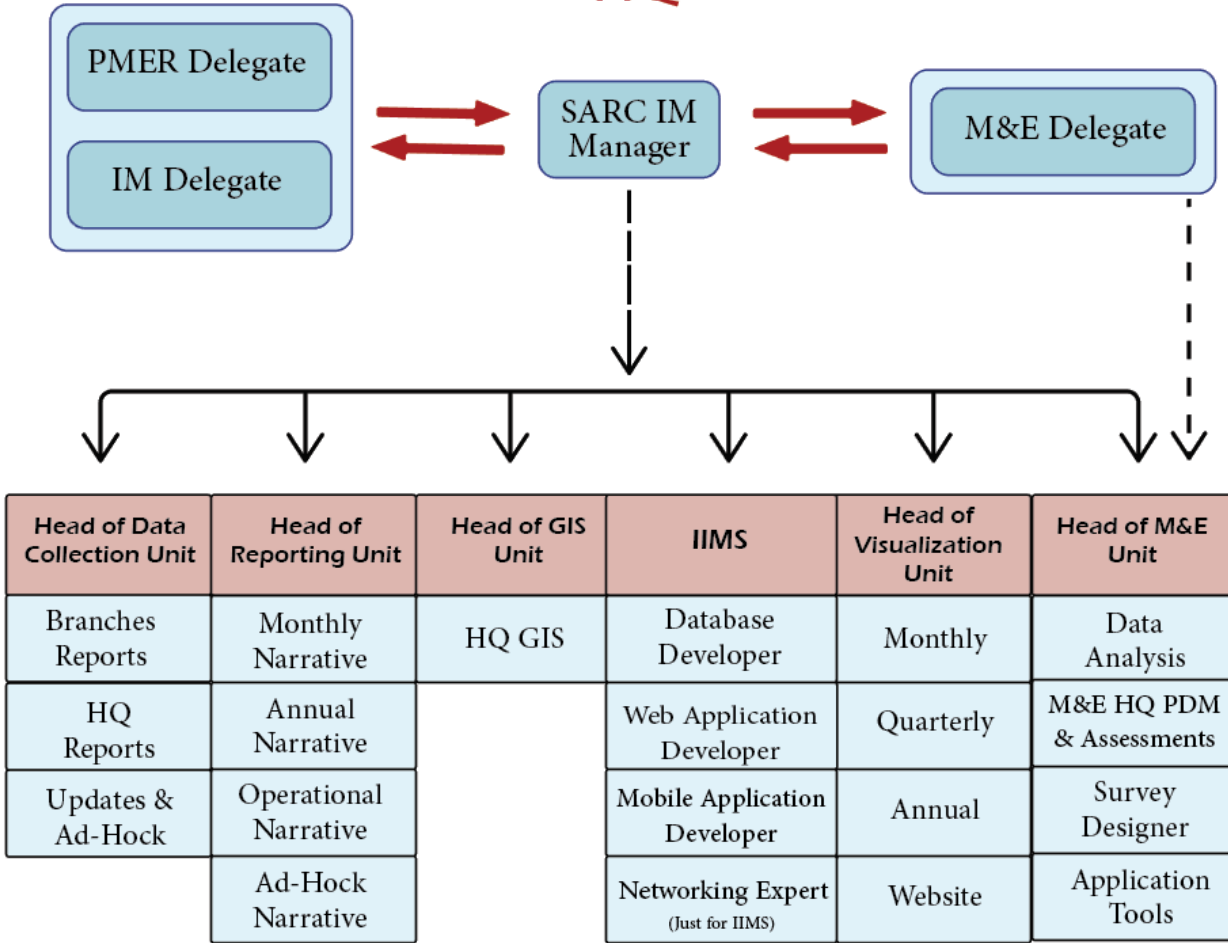 PMER Delegate
IM Delegate
SARC IM
Manager
M&E Delegate
Head of Data
Collection Unit
Head of
Reporting Unit
Head of GIS
Unit
IIMS
Head of
Visualization
Unit
Head of M&E
Unit
Branches
Reports
Monthly
Narrative
HQ GIS
Database
Developer
Monthly
Data
Analysis
HQ
Reports
Annual
Narrative
Web Application
Developer
Quarterly
M&E HQ PDM
& Assessments
Updates &
Ad-Hock
Operational
Narrative
Mobile Application
Developer
Annual
Survey
Designer
Ad-Hock
Narrative
Networking Expert
(Just for IIMS)
Website
Application
Tools